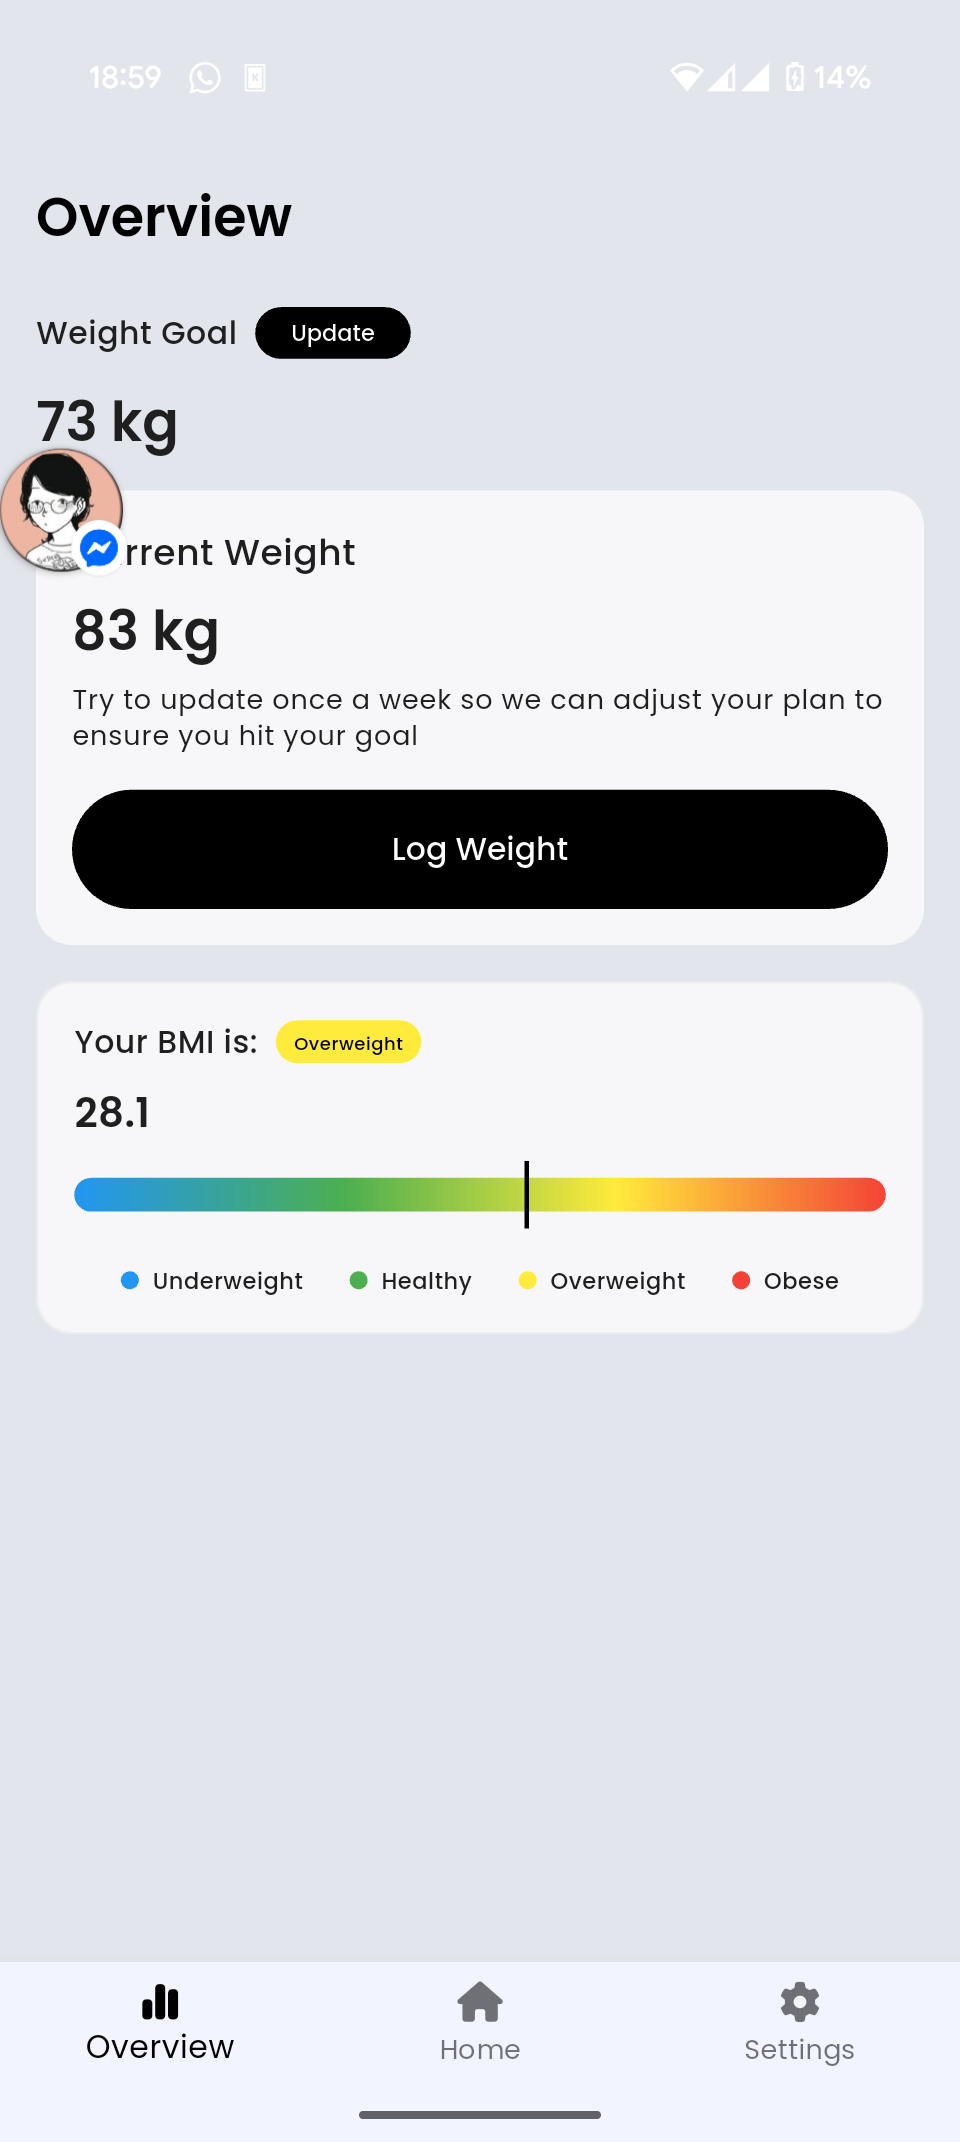 18:59 14%
Overview
Weight Goal Update
73 kg
rrent Weight
83 kg
Try to update once a week so we can adjust your plan to
ensure you hit your goal
Log Weight
Your BMI is: Overweight
28.1
Underweight Healthy Overweight Obese
Overview Home Settings